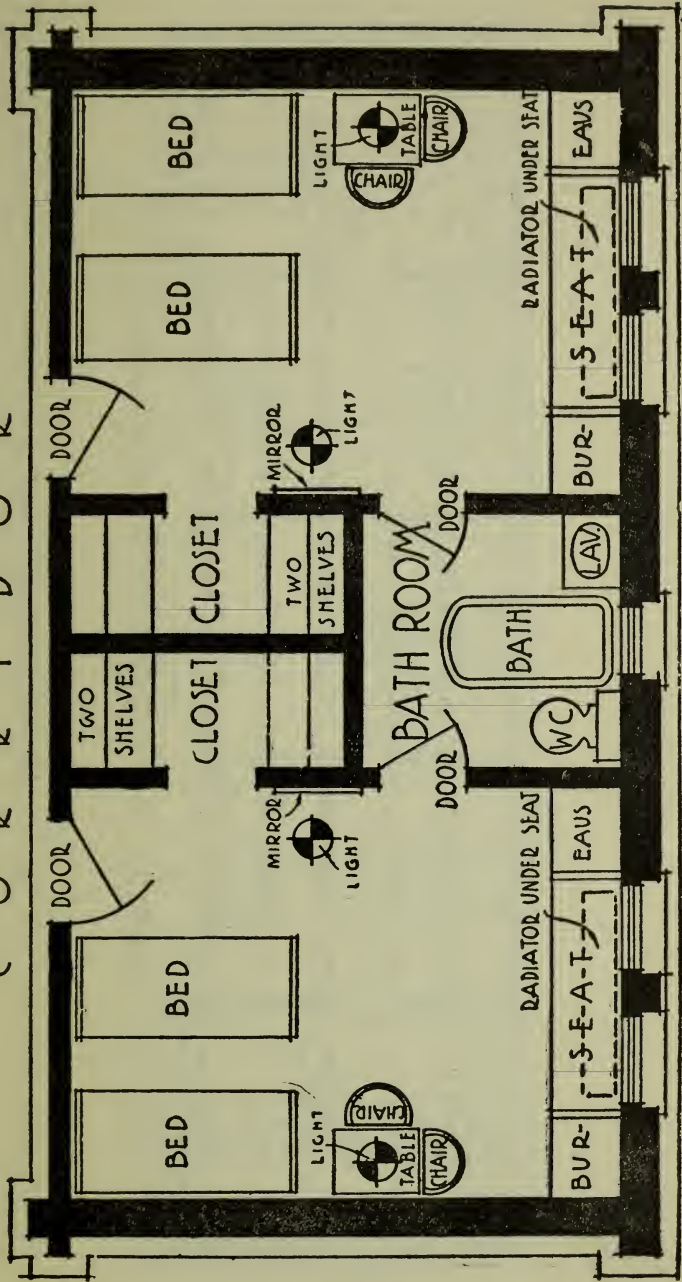 CORRIDOR
DOOR
DOOR
BED
BED
TWO
SHELVES
CLOSET
CLOSET
TWO
SHELVES
BED
BED
LIGHT
TABLE
CHAIR
CHAIR
MIRROR
LIGHT
MIRROR
LIGHT
LIGHT
TABLE
CHAIR
CHAIR
BATH ROOM
DOOR
DOOR
RADIATOR UNDER SEAT
RADIATOR UNDER SEAT
BUR- -S-E-A-T- EAUS
WC
BATH
LAV.
BUR- -S-E-A-T- EAUS